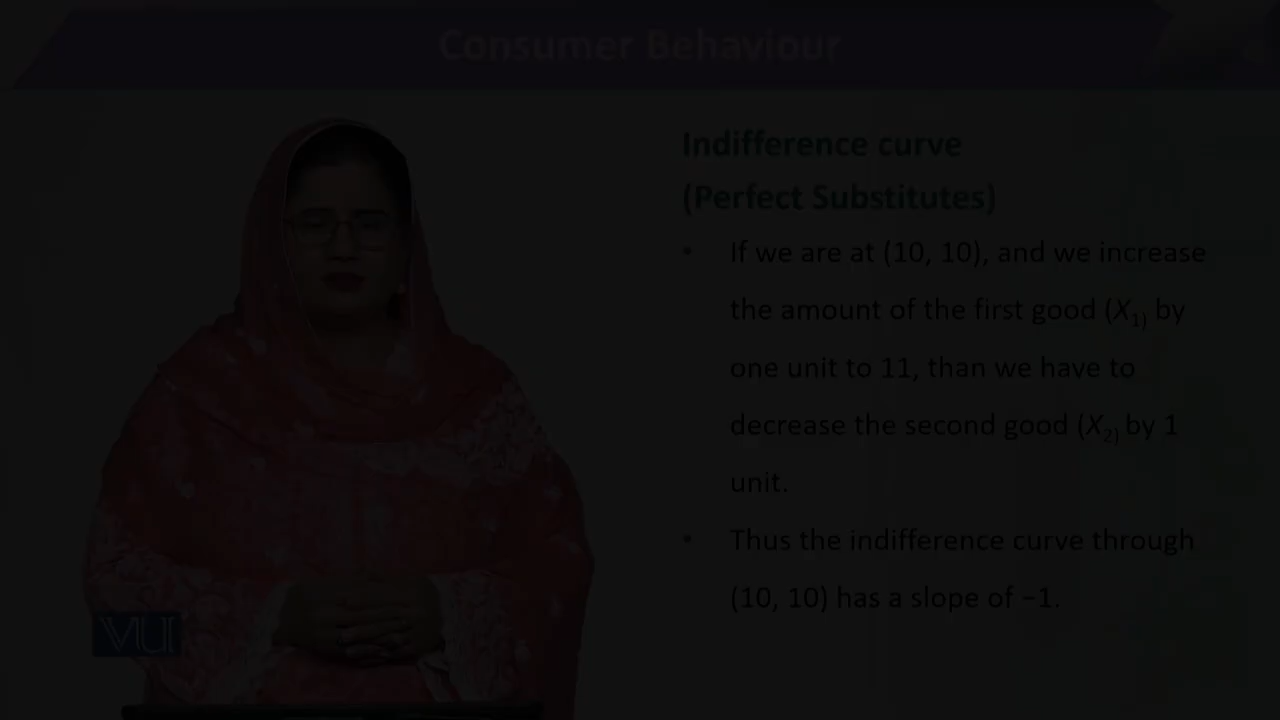 Consumer Behaviour
Indifference curve
(Perfect Substitutes)
• If we are at (10, 10), and we increase
the amount of the first good (X₁) by
one unit to 11, than we have to
decrease the second good (X₂) by 1
unit.
• Thus the indifference curve through
(10, 10) has a slope of −1.
VU